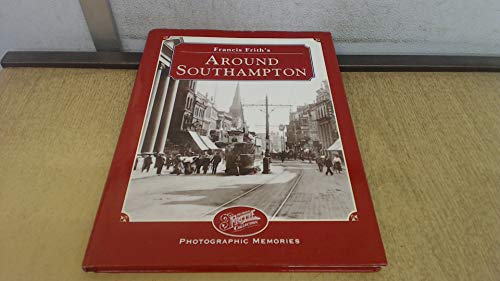 Francis Frith's
AROUND
SOUTHAMPTON
PHOTOGRAPHIC MEMORIES